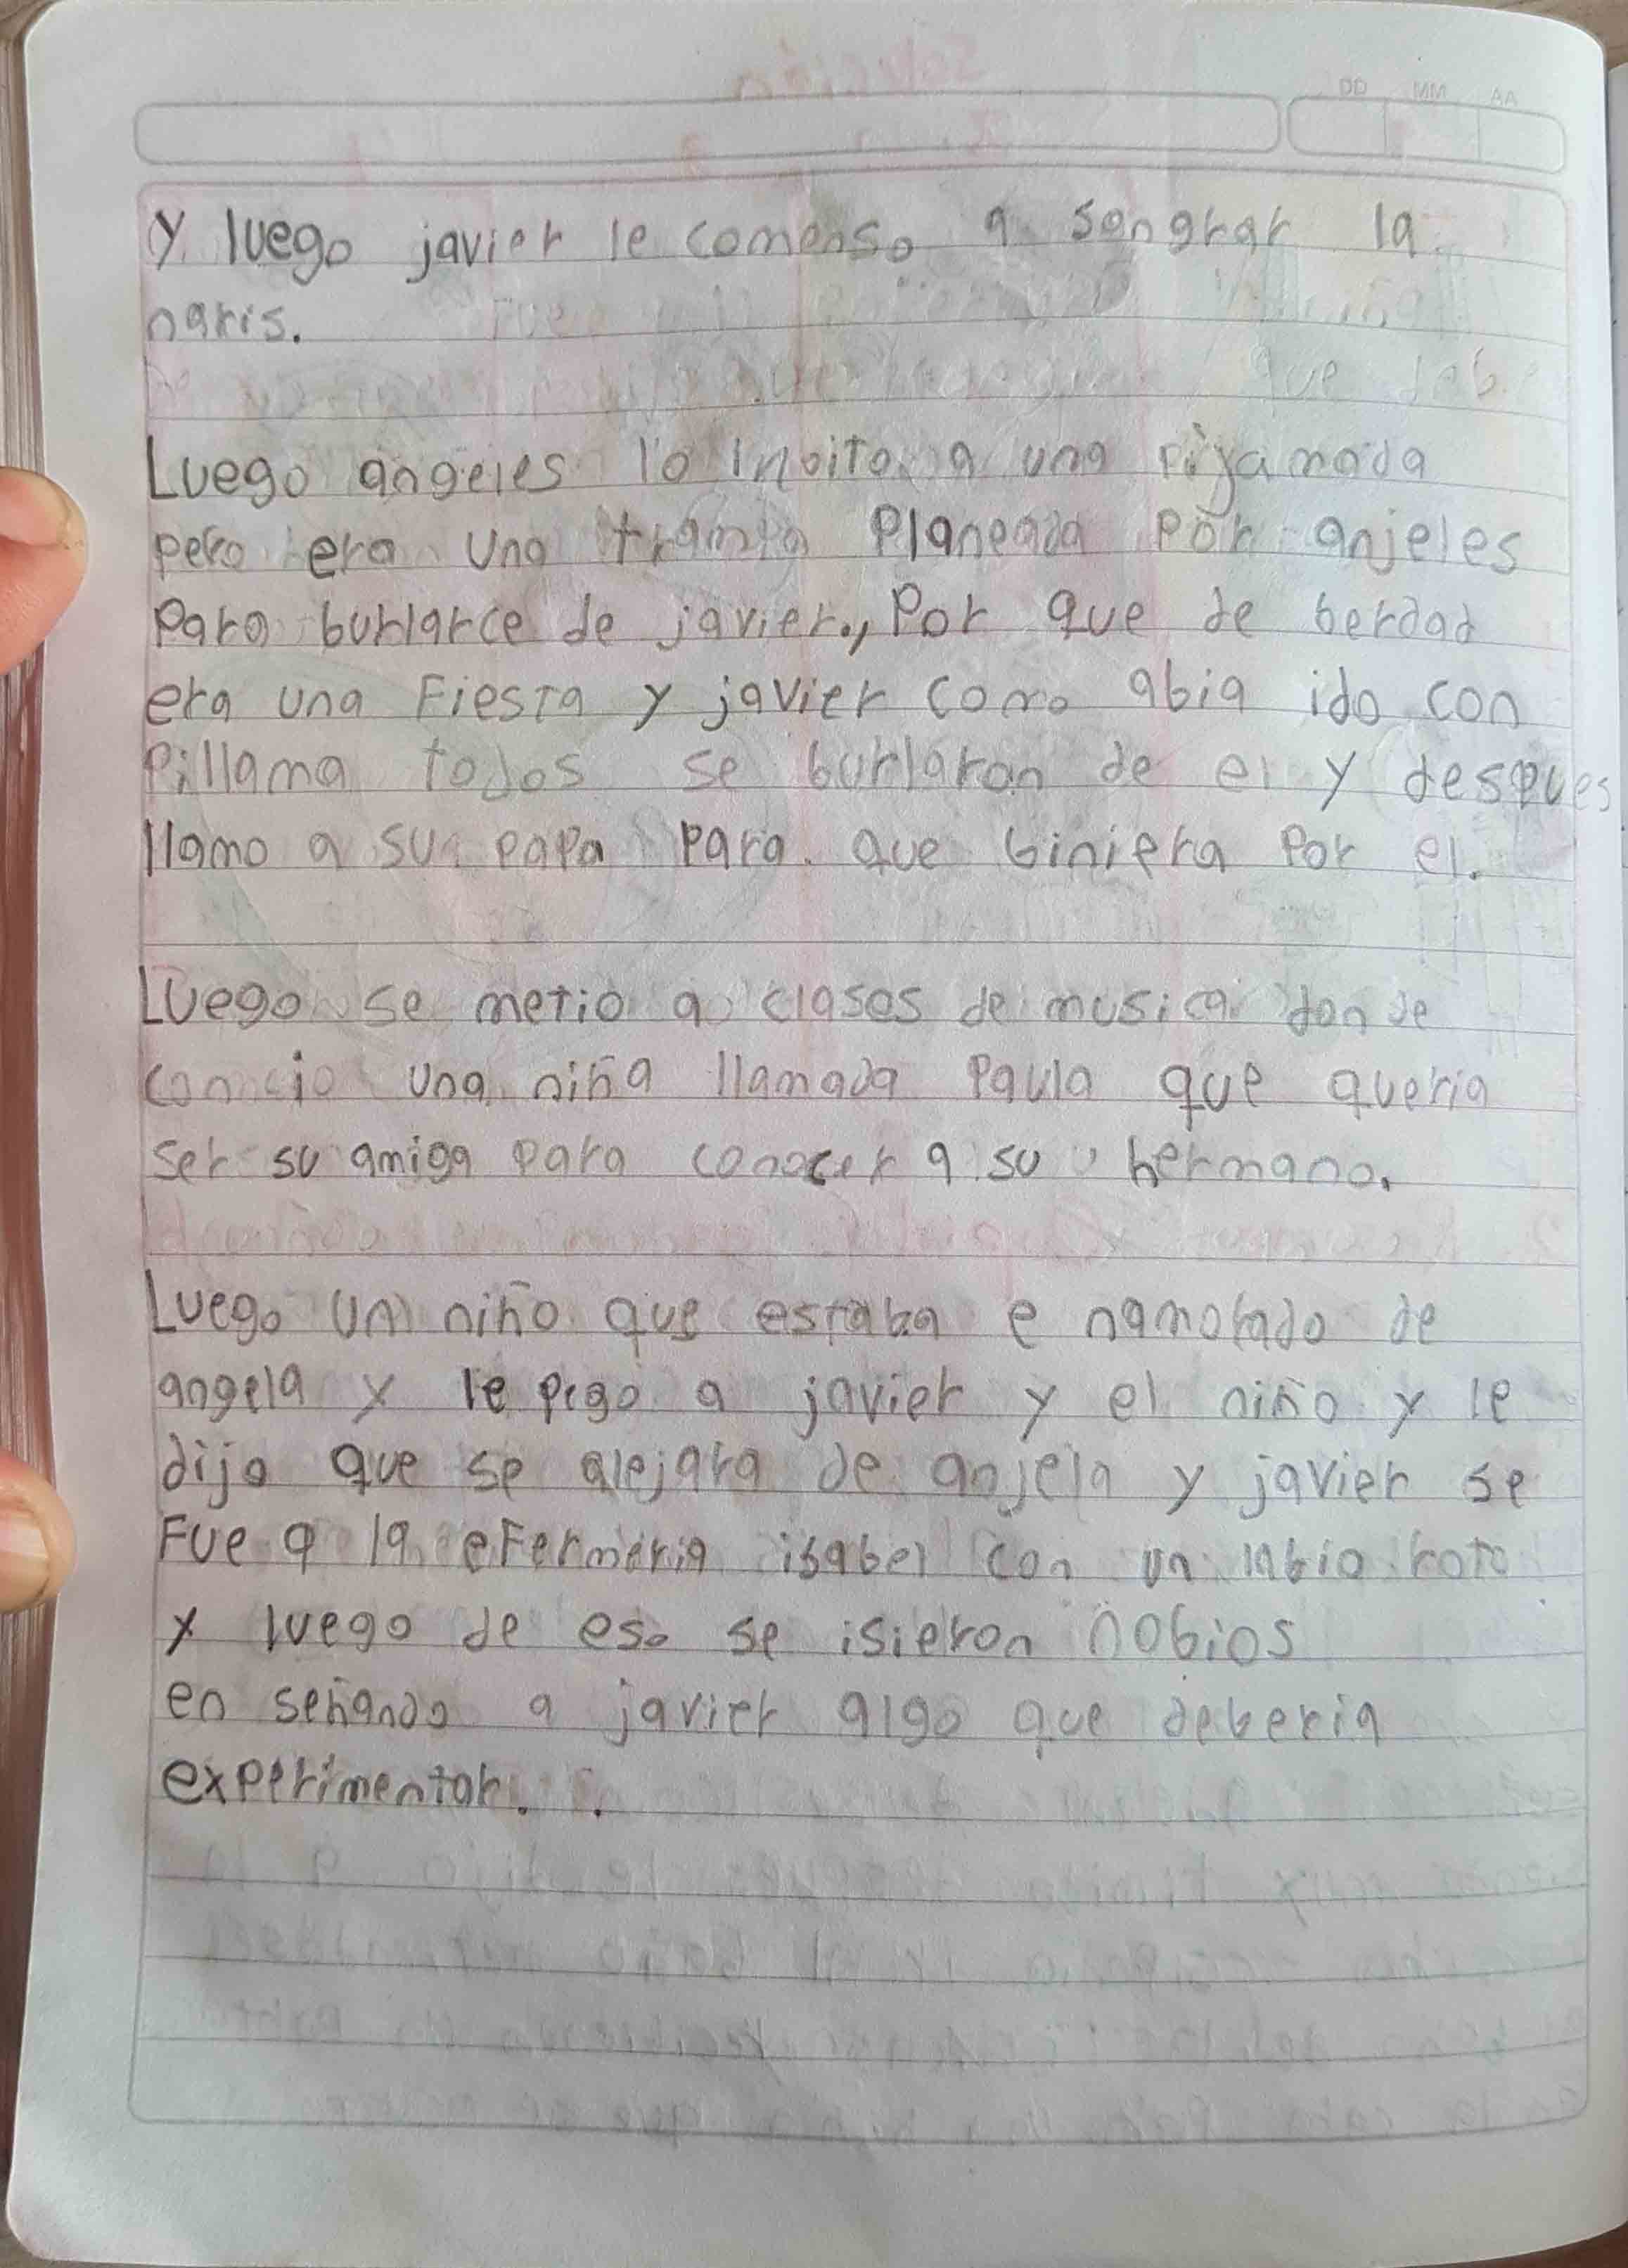 DD MM AA
y luego javier le comenso a sangrar la
naris.
Luego angeles lo invito a una pijamada
pero era una trampa Planeada por anjeles
Para burlarce de javier., Por que de berdad
era una Fiesta y javier como abia ido con
Pillama todos se burlaron de el y despues
llamo a su papa para que biniera Por el.
Luego se metio a clases de musica donde
conocio una niña llamada Paula que queria
ser su amiga para conocer a su hermano.
Luego un niño que estaba e namorado de
angela y le pego a javier y el niño y le
dijo que se alejara de anjela y javier se
Fue a la eFermeria isabel con un labio roto
y luego de eso se isieron nobios
en señando a javier algo que deberia
experimentar. .